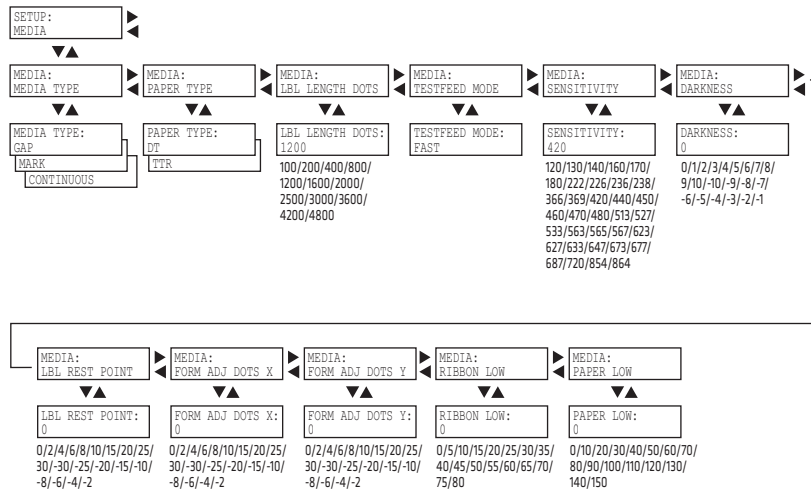 SETUP:
MEDIA
MEDIA:
MEDIA TYPE
MEDIA:
PAPER TYPE
MEDIA:
LBL LENGTH DOTS
MEDIA:
TESTFEED MODE
MEDIA:
SENSITIVITY
MEDIA:
DARKNESS
MEDIA TYPE:
GAP
MARK
CONTINUOUS
PAPER TYPE:
DT
TTR
LBL LENGTH DOTS:
1200
100/200/400/800/
1200/1600/2000/
2500/3000/3600/
4200/4800
TESTFEED MODE:
FAST
SENSITIVITY:
420
120/130/140/160/170/
180/222/226/236/238/
366/369/420/440/450/
460/470/480/513/527/
533/563/565/567/623/
627/633/647/673/677/
687/720/854/864
DARKNESS:
0
0/1/2/3/4/5/6/7/8/
9/10/-10/-9/-8/-7/
-6/-5/-4/-3/-2/-1
MEDIA:
LBL REST POINT
MEDIA:
FORM ADJ DOTS X
MEDIA:
FORM ADJ DOTS Y
MEDIA:
RIBBON LOW
MEDIA:
PAPER LOW
LBL REST POINT:
0
0/2/4/6/8/10/15/20/25/
30/-30/-25/-20/-15/-10/
-8/-6/-4/-2
FORM ADJ DOTS X:
0
0/2/4/6/8/10/15/20/25/
30/-30/-25/-20/-15/-10/
-8/-6/-4/-2
FORM ADJ DOTS Y:
0
0/2/4/6/8/10/15/20/25/
30/-30/-25/-20/-15/-10/
-8/-6/-4/-2
RIBBON LOW:
0
0/5/10/15/20/25/30/35/
40/45/50/55/60/65/70/
75/80
PAPER LOW:
0
0/10/20/30/40/50/60/70/
80/90/100/110/120/130/
140/150